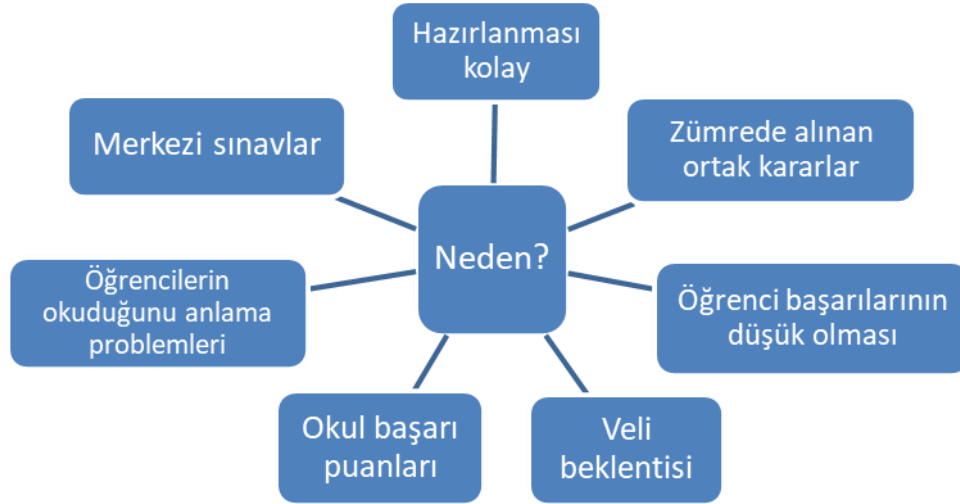 Hazırlanması
kolay
Merkezi sınavlar
Zümrede alınan
ortak kararlar
Neden?
Öğrencilerin
okuduğunu anlama
problemleri
Öğrenci başarılarının
düşük olması
Okul başarı
puanları
Veli
beklentisi